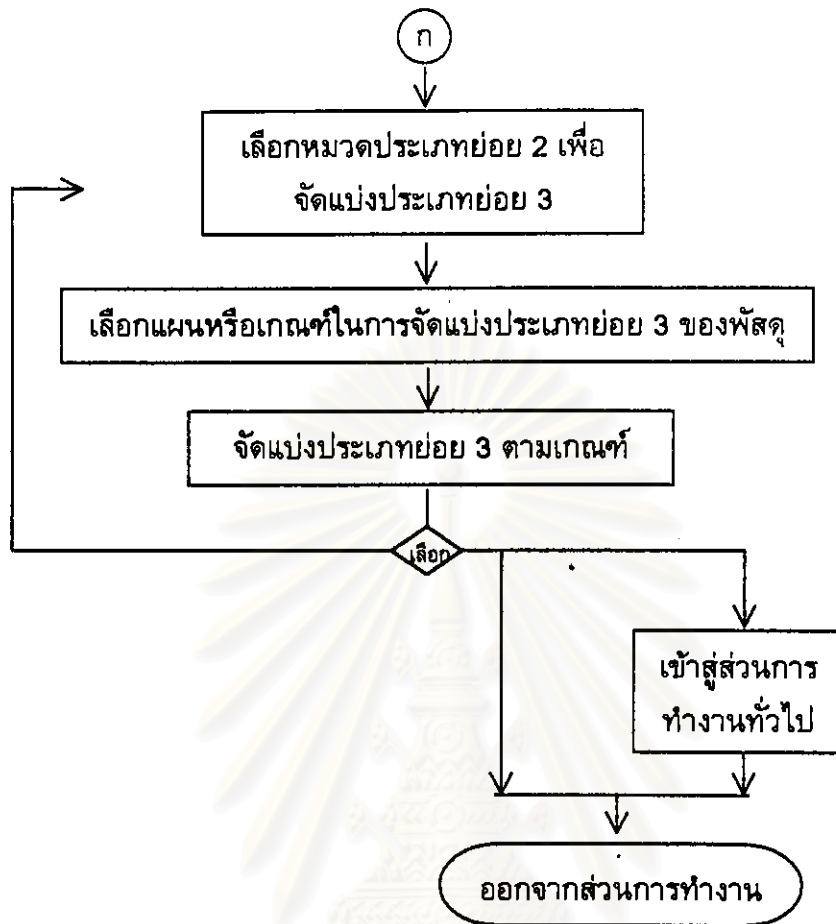 ก
เลือกหมวดประเภทย่อย 2 เพื่อ
จัดแบ่งประเภทย่อย 3
เลือกแผนหรือเกณฑ์ในการจัดแบ่งประเภทย่อย 3 ของพัสดุ
จัดแบ่งประเภทย่อย 3 ตามเกณฑ์
เลือก
เข้าสู่ส่วนการ
ทำงานทั่วไป
ออกจากส่วนการทำงาน